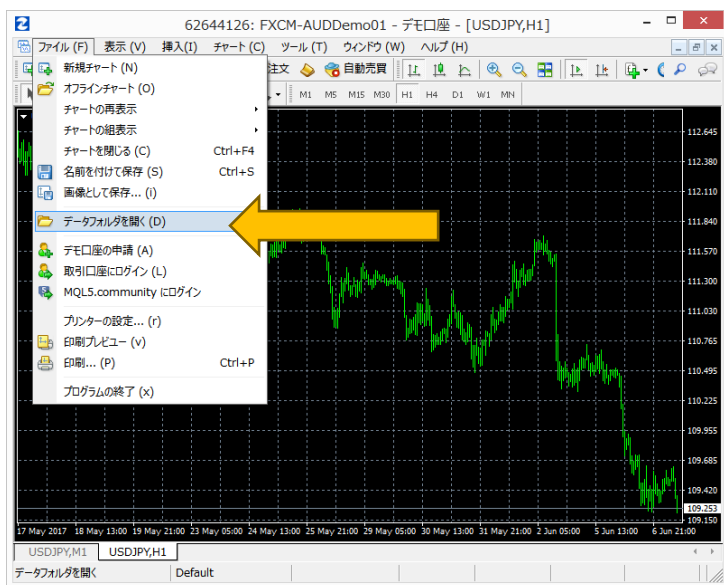 62644126: FXCM-AUDDemo01 - デモ口座 - [USDJPY,H1]
ファイル (F) 表示 (V) 挿入(I) チャート (C) ツール (T) ウィンドウ (W) ヘルプ (H)
注文 自動売買
M1 M5 M15 M30 H1 H4 D1 W1 MN
新規チャート (N)
オフラインチャート (O)
チャートの再表示
チャートの組表示
チャートを閉じる (C) Ctrl+F4
名前を付けて保存 (S) Ctrl+S
画像として保存... (i)
データフォルダを開く (D)
デモ口座の申請 (A)
取引口座にログイン (L)
MQL5.community にログイン
プリンターの設定... (r)
印刷プレビュー (v)
印刷... (P) Ctrl+P
プログラムの終了 (x)
112.645
112.380
112.110
111.840
111.570
111.300
111.030
110.765
110.495
110.225
109.955
109.685
109.420
109.253
109.150
17 May 2017 18 May 13:00 19 May 21:00 23 May 05:00 24 May 13:00 25 May 21:00 29 May 05:00 30 May 13:00 31 May 21:00 2 Jun 05:00 5 Jun 13:00 6 Jun 21:00
USDJPY,M1 USDJPY,H1
データフォルダを開く Default